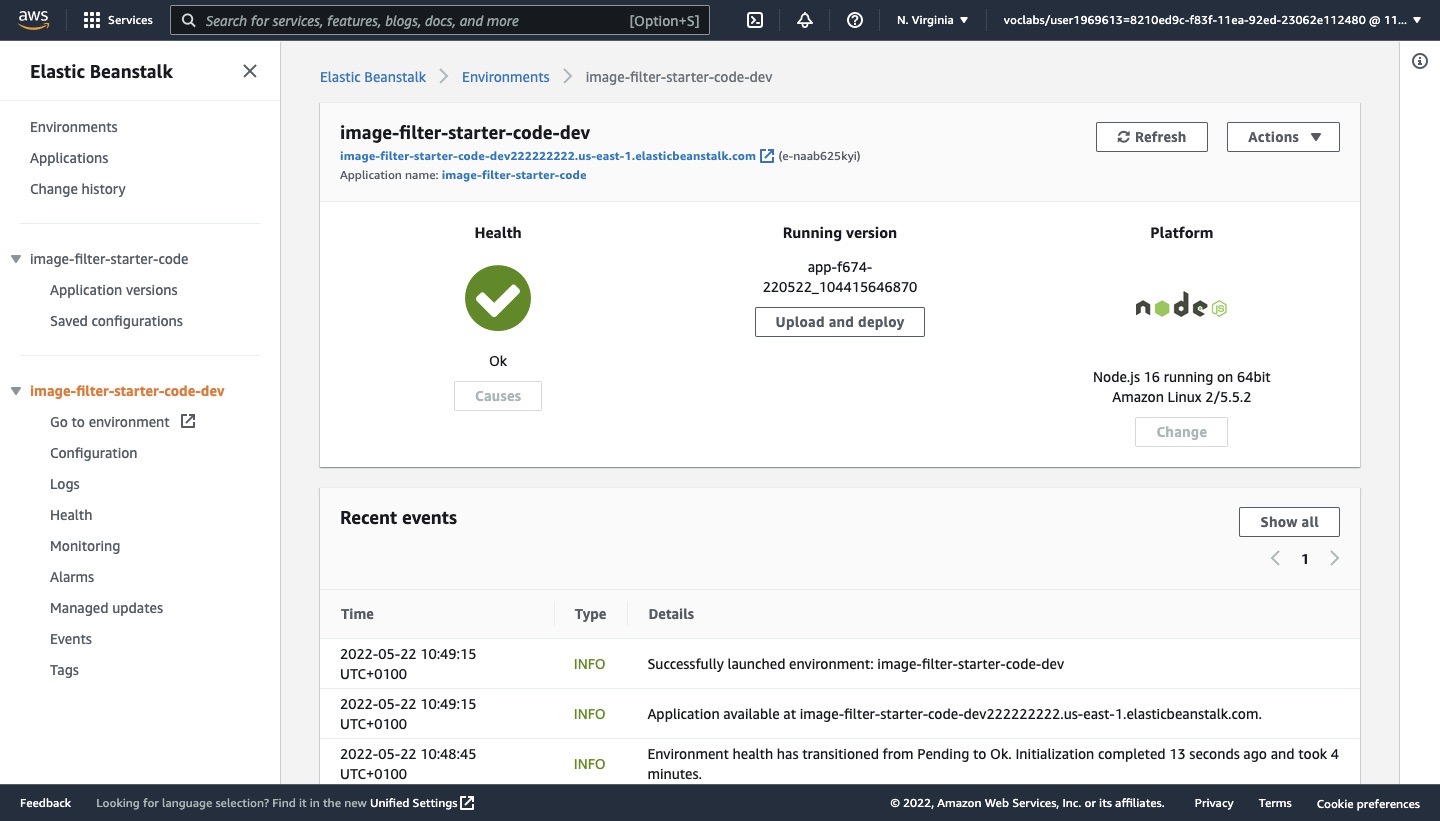 aws
Services
Search for services, features, blogs, docs, and more [Option+S]
N. Virginia ▼
voclabs/user1969613=8210ed9c-f83f-11ea-92ed-23062e112480 @ 11... ▼
Elastic Beanstalk
Environments
Applications
Change history
image-filter-starter-code
Application versions
Saved configurations
image-filter-starter-code-dev
Go to environment
Configuration
Logs
Health
Monitoring
Alarms
Managed updates
Events
Tags
Elastic Beanstalk > Environments > image-filter-starter-code-dev
image-filter-starter-code-dev
image-filter-starter-code-dev222222222.us-east-1.elasticbeanstalk.com (e-naab625kyi)
Application name: image-filter-starter-code
Refresh
Actions ▼
Health
Ok
Causes
Running version
app-f674-
220522_104415646870
Upload and deploy
Platform
node JS
Node.js 16 running on 64bit
Amazon Linux 2/5.5.2
Change
Recent events
Show all
< 1 >
Time Type Details
2022-05-22 10:49:15
UTC+0100
INFO
Successfully launched environment: image-filter-starter-code-dev
2022-05-22 10:49:15
UTC+0100
INFO
Application available at image-filter-starter-code-dev222222222.us-east-1.elasticbeanstalk.com.
2022-05-22 10:48:45
UTC+0100
INFO
Environment health has transitioned from Pending to Ok. Initialization completed 13 seconds ago and took 4
minutes.
Feedback
Looking for language selection? Find it in the new Unified Settings
© 2022, Amazon Web Services, Inc. or its affiliates.
Privacy
Terms
Cookie preferences